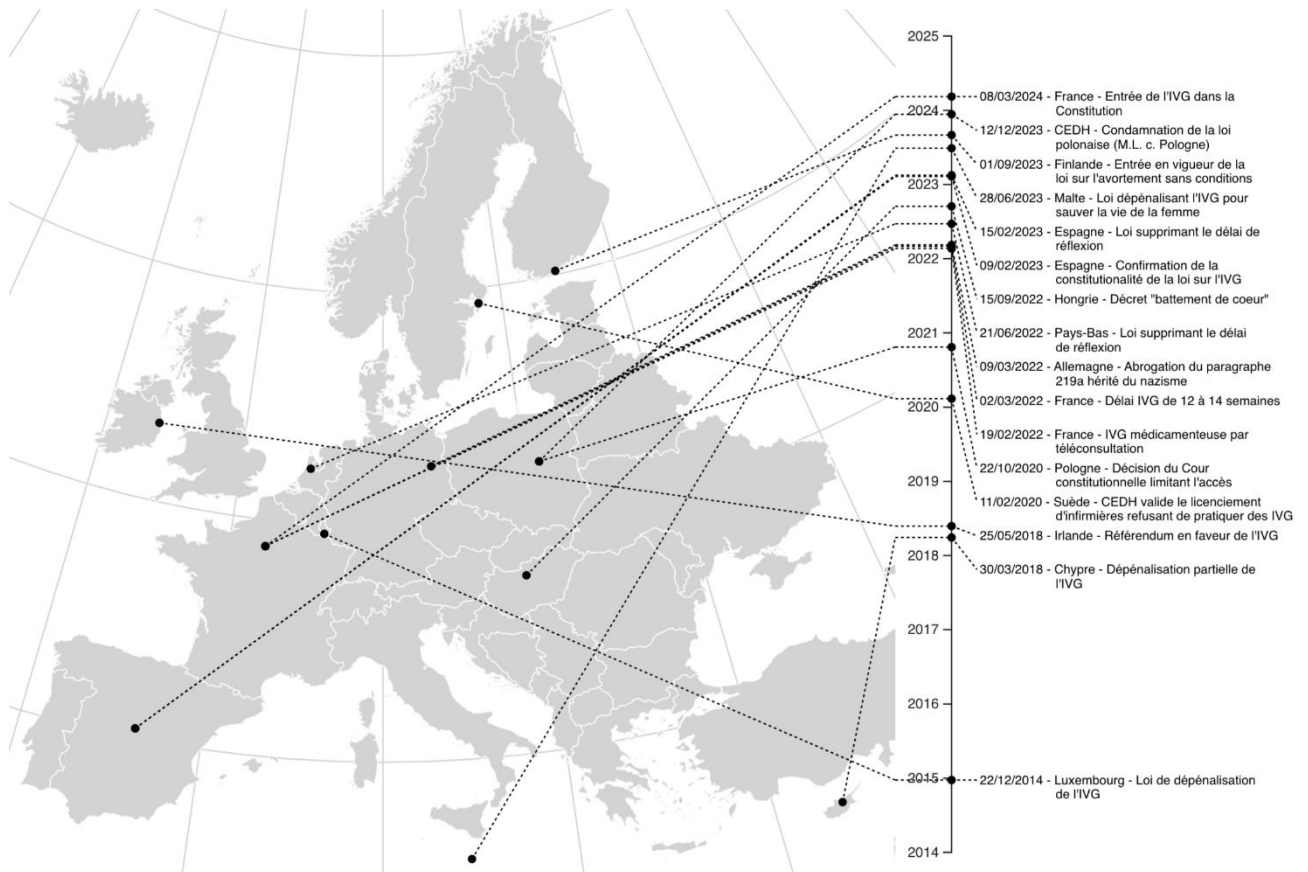 2025
08/03/2024 - France - Entrée de l'IVG dans la
Constitution
2024
12/12/2023 - CEDH - Condamnation de la loi
polonaise (M.L. c. Pologne)
01/09/2023 - Finlande - Entrée en vigueur de la
loi sur l'avortement sans conditions
2023
28/06/2023 - Malte - Loi dépénalisant l'IVG pour
sauver la vie de la femme
15/02/2023 - Espagne - Loi supprimant le délai de
réflexion
2022
09/02/2023 - Espagne - Confirmation de la
constitutionalité de la loi sur l'IVG
15/09/2022 - Hongrie - Décret "battement de coeur"
2021
21/06/2022 - Pays-Bas - Loi supprimant le délai
de réflexion
09/03/2022 - Allemagne - Abrogation du paragraphe
219a hérité du nazisme
02/03/2022 - France - Délai IVG de 12 à 14 semaines
2020
19/02/2022 - France - IVG médicamenteuse par
téléconsultation
22/10/2020 - Pologne - Décision du Cour
constitutionnelle limitant l'accès
2019
11/02/2020 - Suède - CEDH valide le licenciement
d'infirmières refusant de pratiquer des IVG
25/05/2018 - Irlande - Référendum en faveur de l'IVG
2018
30/03/2018 - Chypre - Dépénalisation partielle de
l'IVG
2017
2016
2015
22/12/2014 - Luxembourg - Loi de dépénalisation
de l'IVG
2014